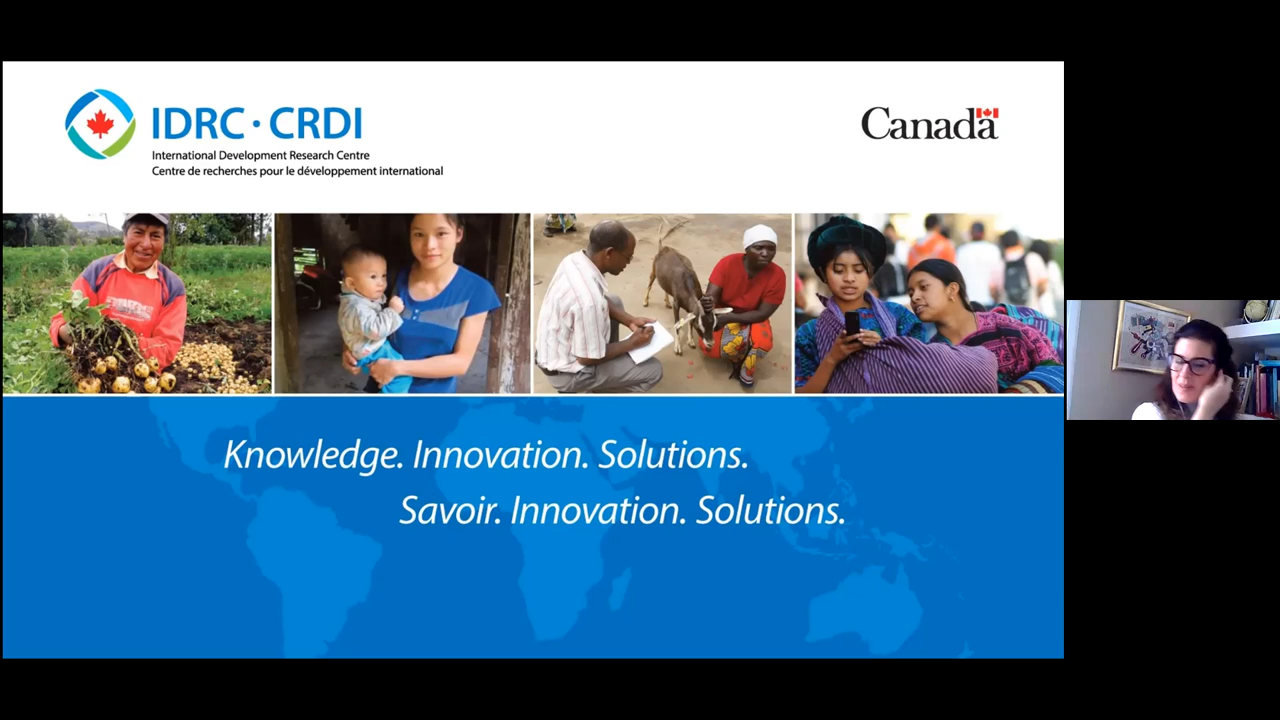 IDRC · CRDI
International Development Research Centre
Centre de recherches pour le développement international
Canada
Knowledge. Innovation. Solutions.
Savoir. Innovation. Solutions.